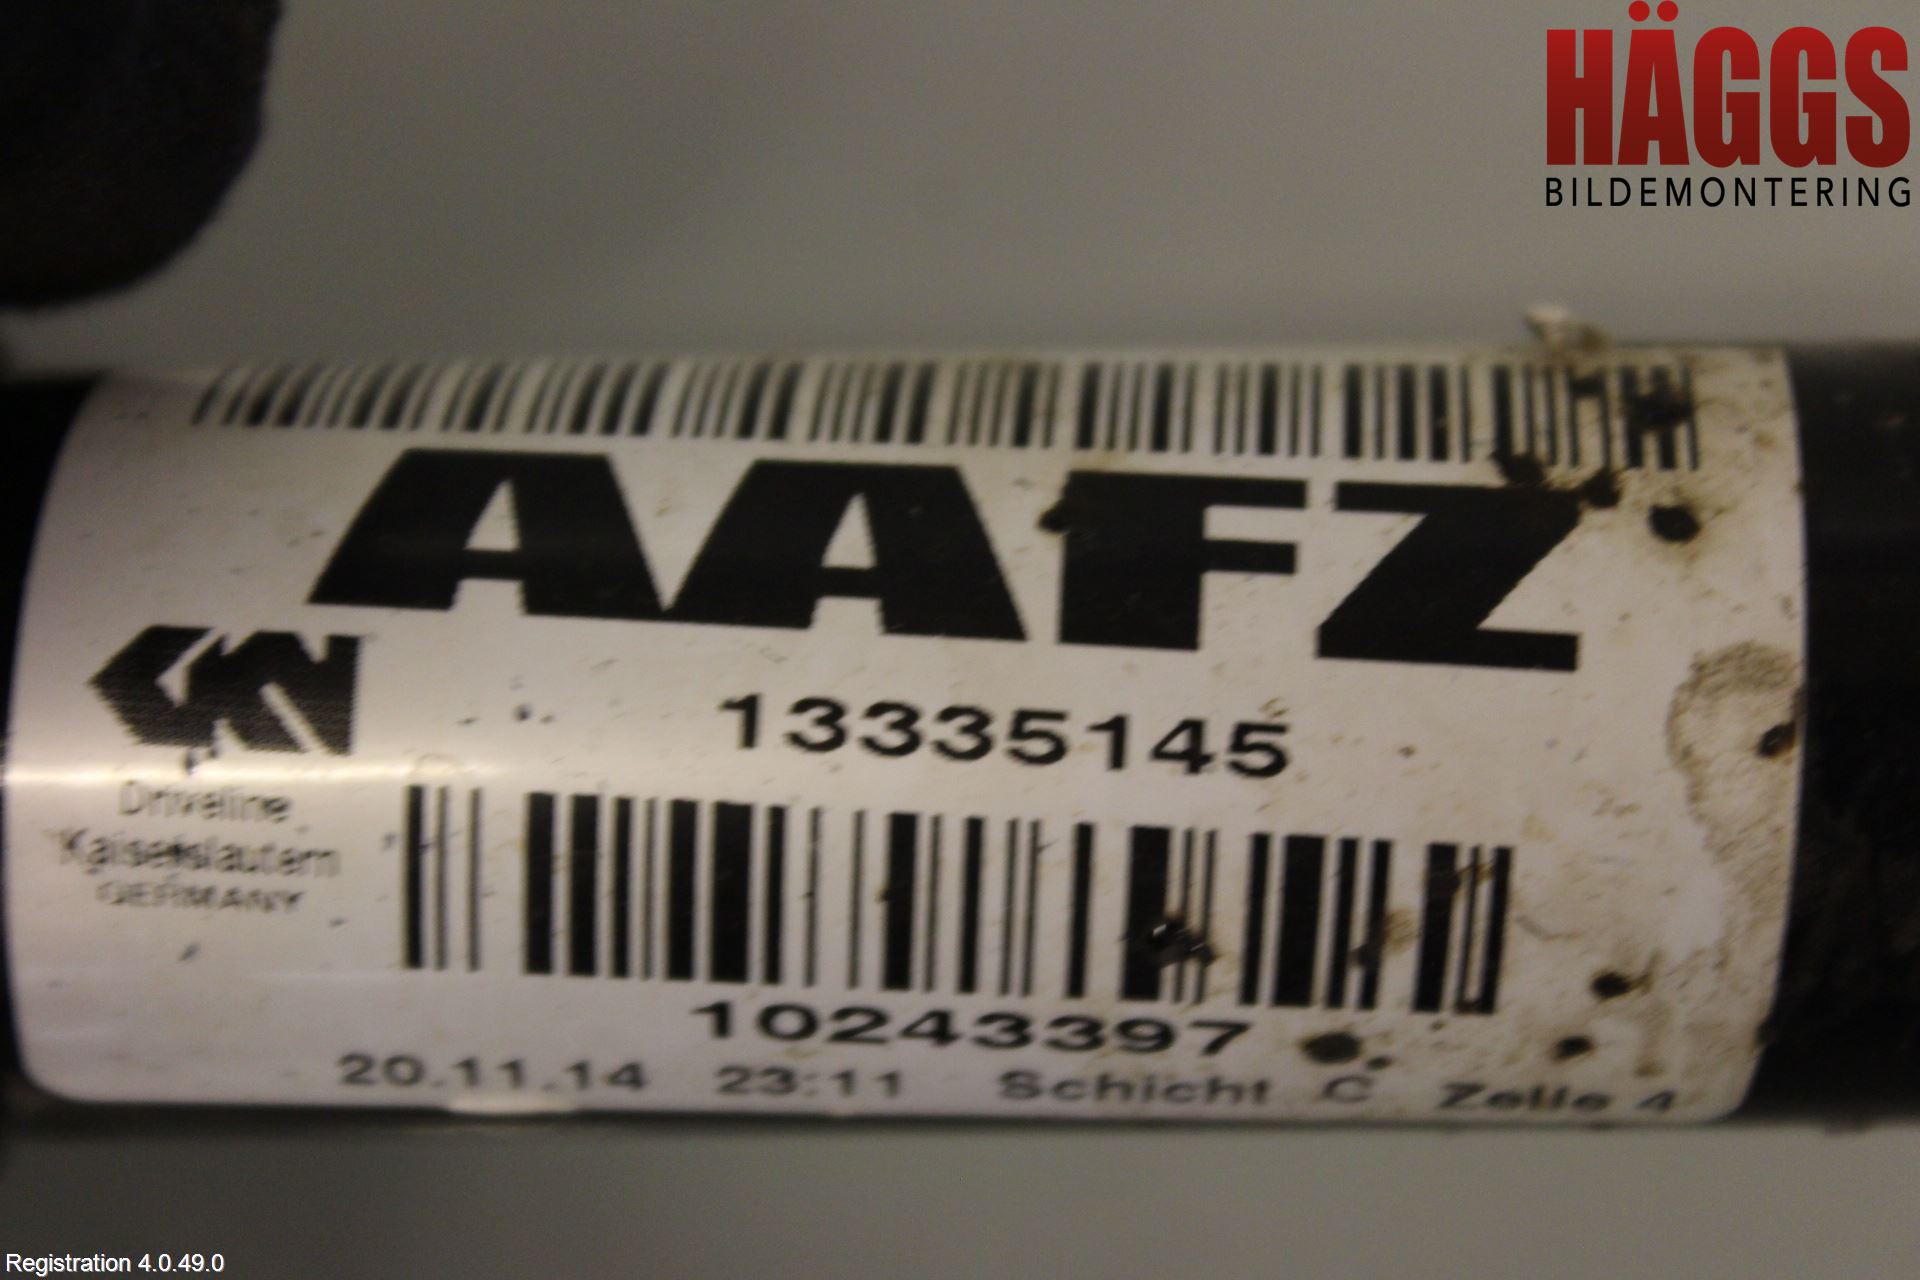 HÄGGS
BILDEMONTERING
AAFZ
13335145
GKN
Driveline
Kaiserslautern
GERMANY
10243397
20.11.14 23:11 Schicht C Zelle 4
Registration 4.0.49.0